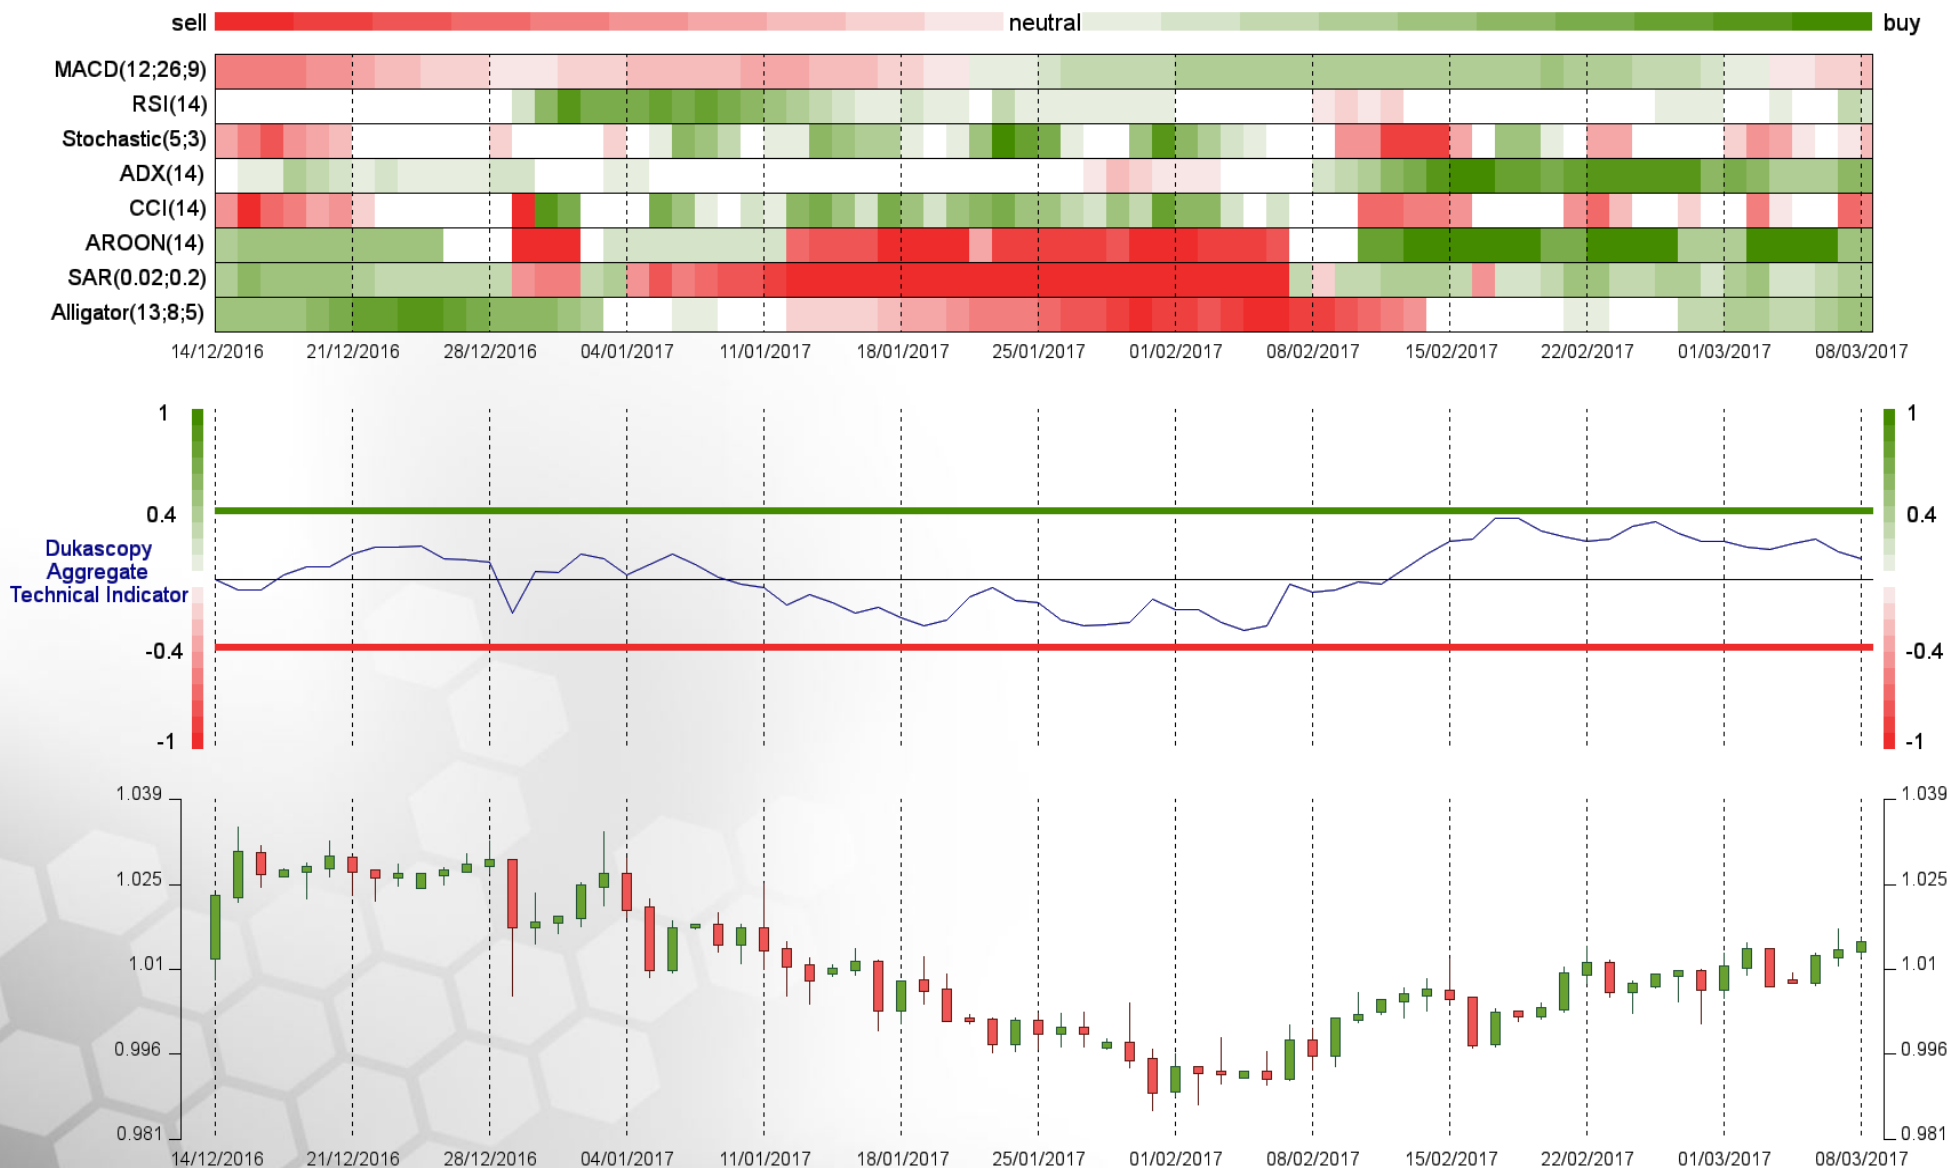 sell neutral buy
MACD(12;26;9)
RSI(14)
Stochastic(5;3)
ADX(14)
CCI(14)
AROON(14)
SAR(0.02;0.2)
Alligator(13;8;5)
14/12/2016 21/12/2016 28/12/2016 04/01/2017 11/01/2017 18/01/2017 25/01/2017 01/02/2017 08/02/2017 15/02/2017 22/02/2017 01/03/2017 08/03/2017
1 1
0.4 0.4
Dukascopy
Aggregate
Technical Indicator
-0.4 -0.4
-1 -1
1.039 1.039
1.025 1.025
1.01 1.01
0.996 0.996
0.981 0.981
14/12/2016 21/12/2016 28/12/2016 04/01/2017 11/01/2017 18/01/2017 25/01/2017 01/02/2017 08/02/2017 15/02/2017 22/02/2017 01/03/2017 08/03/2017